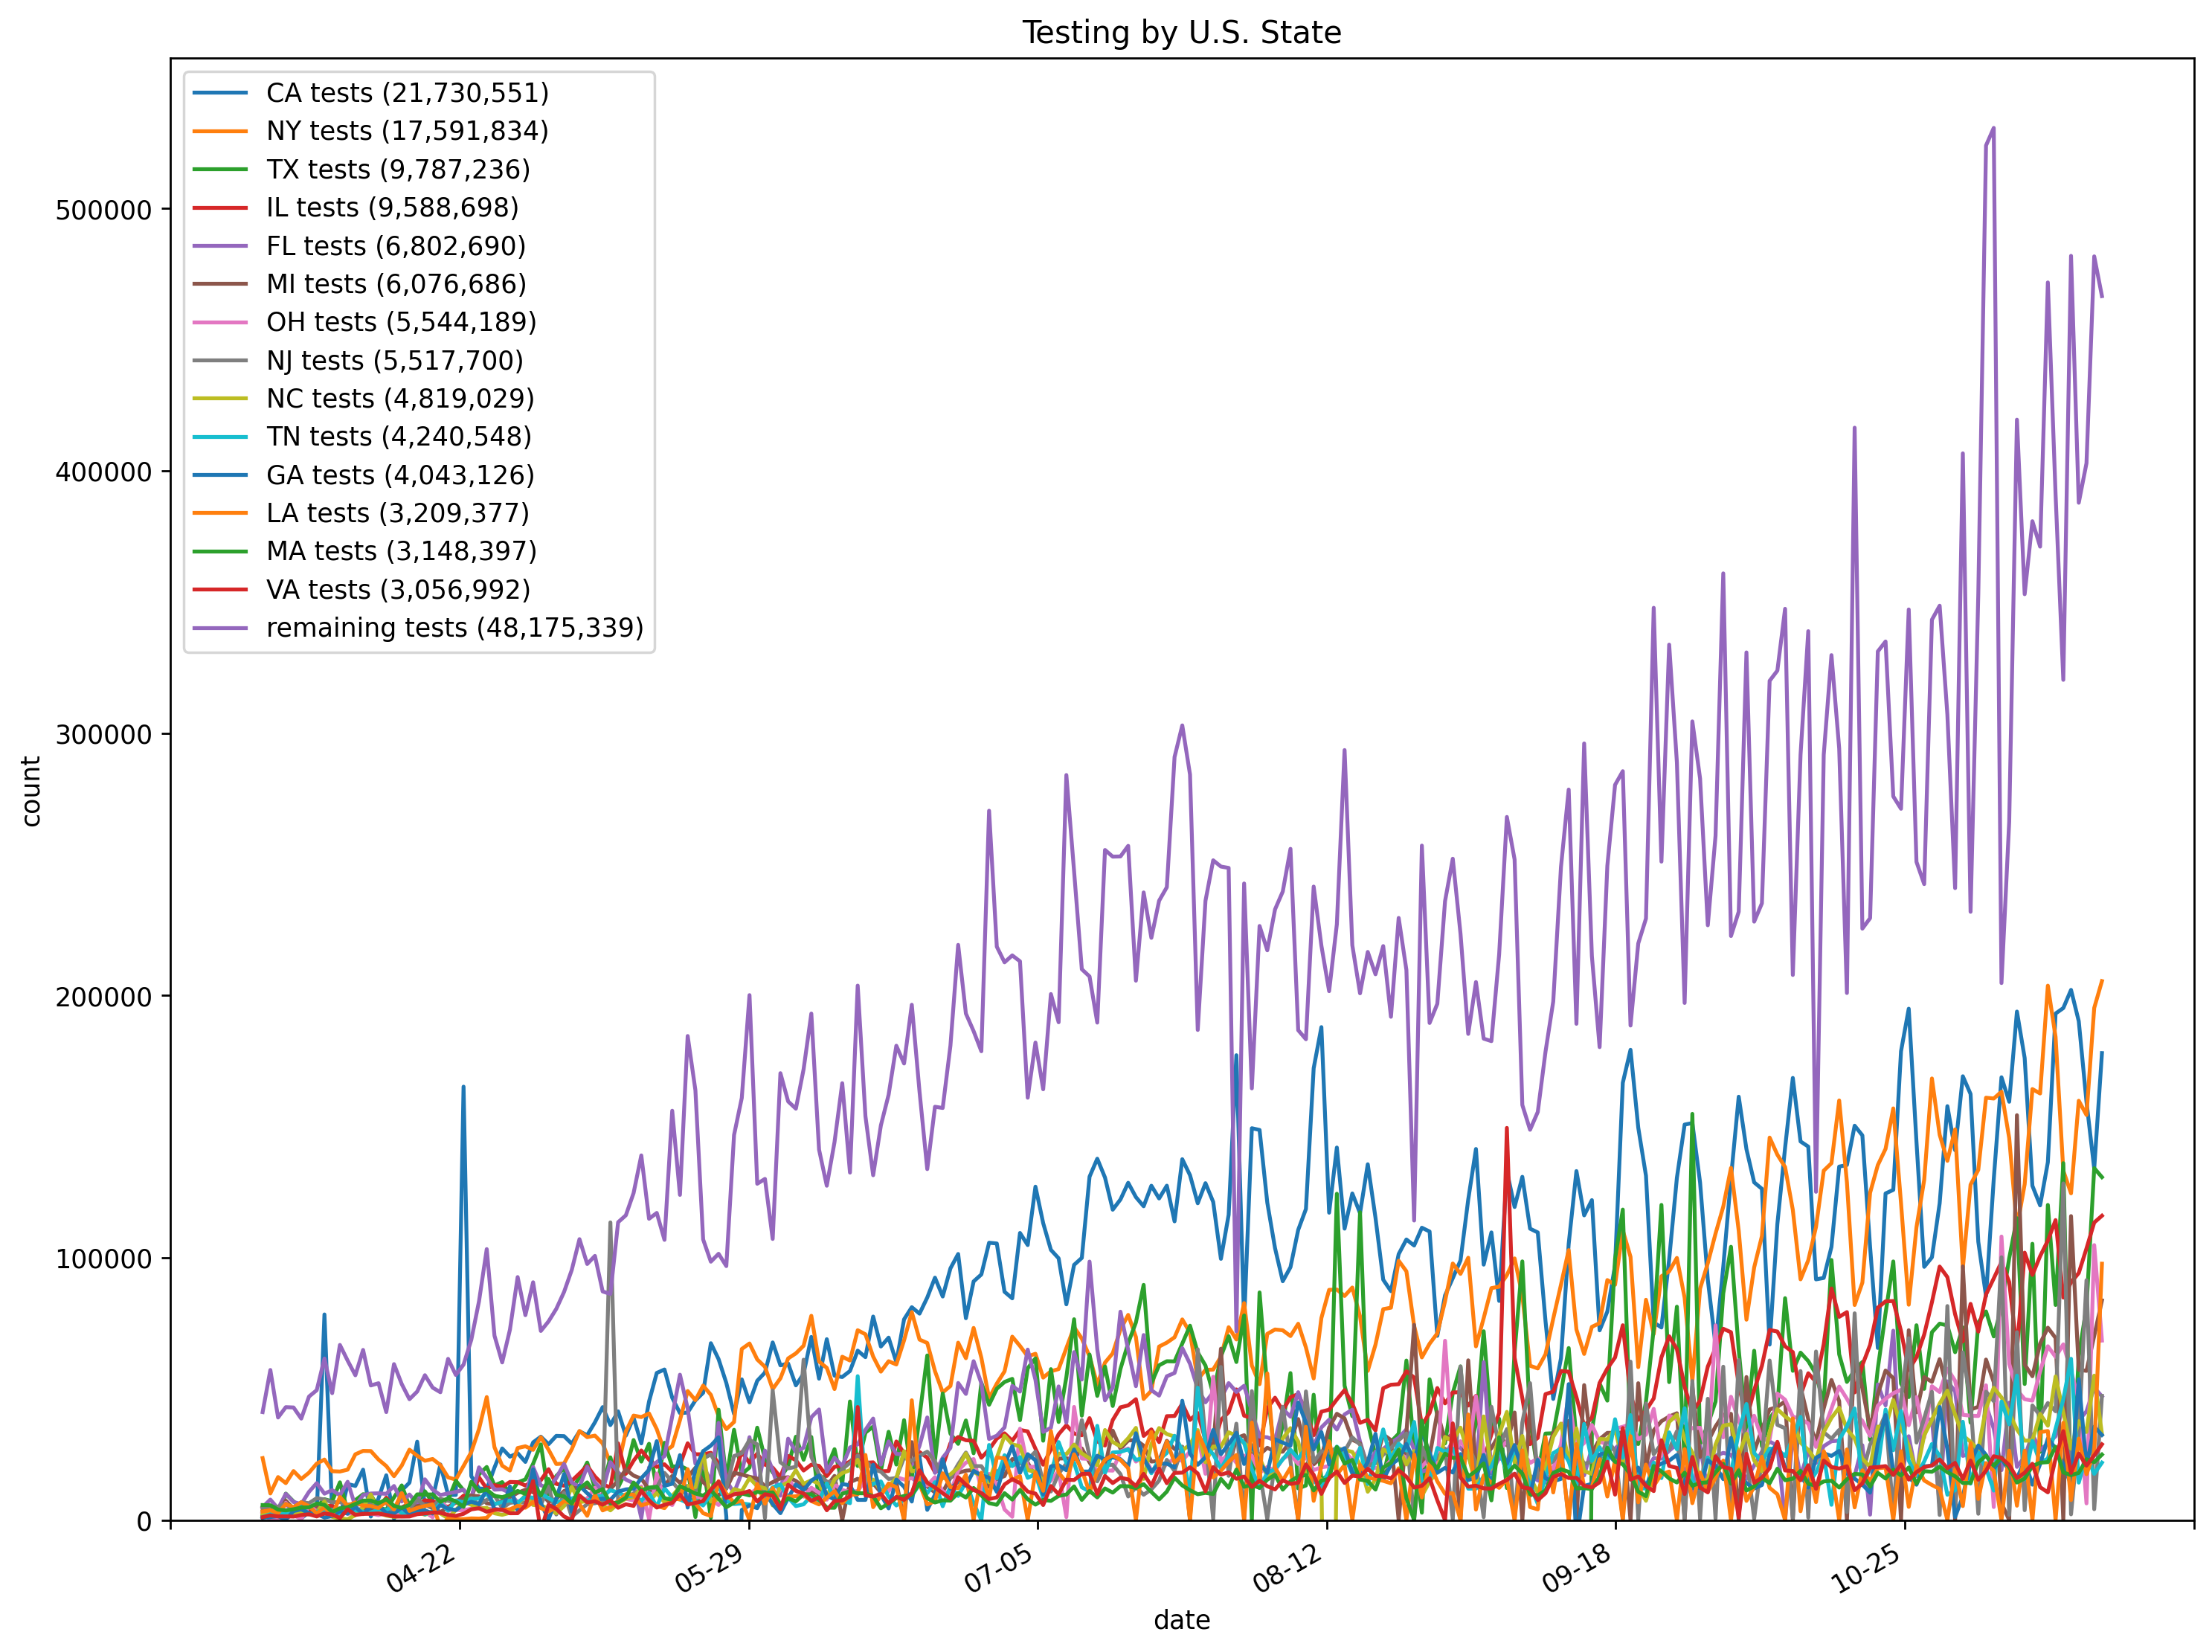 Testing by U.S. State
CA tests (21,730,551)
NY tests (17,591,834)
TX tests (9,787,236)
IL tests (9,588,698)
FL tests (6,802,690)
MI tests (6,076,686)
OH tests (5,544,189)
NJ tests (5,517,700)
NC tests (4,819,029)
TN tests (4,240,548)
GA tests (4,043,126)
LA tests (3,209,377)
MA tests (3,148,397)
VA tests (3,056,992)
remaining tests (48,175,339)
500000
400000
300000
200000
100000
0
count
04-22
05-29
07-05
08-12
09-18
10-25
date